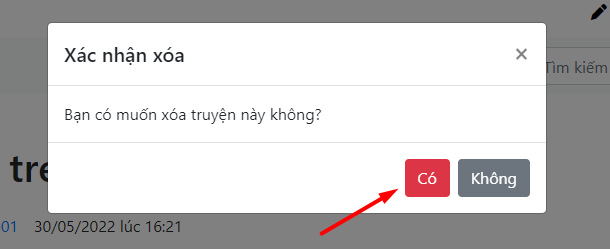 Xác nhận xóa ×
Tìm kiếm
Bạn có muốn xóa truyện này không?
Có Không
01 30/05/2022 lúc 16:21